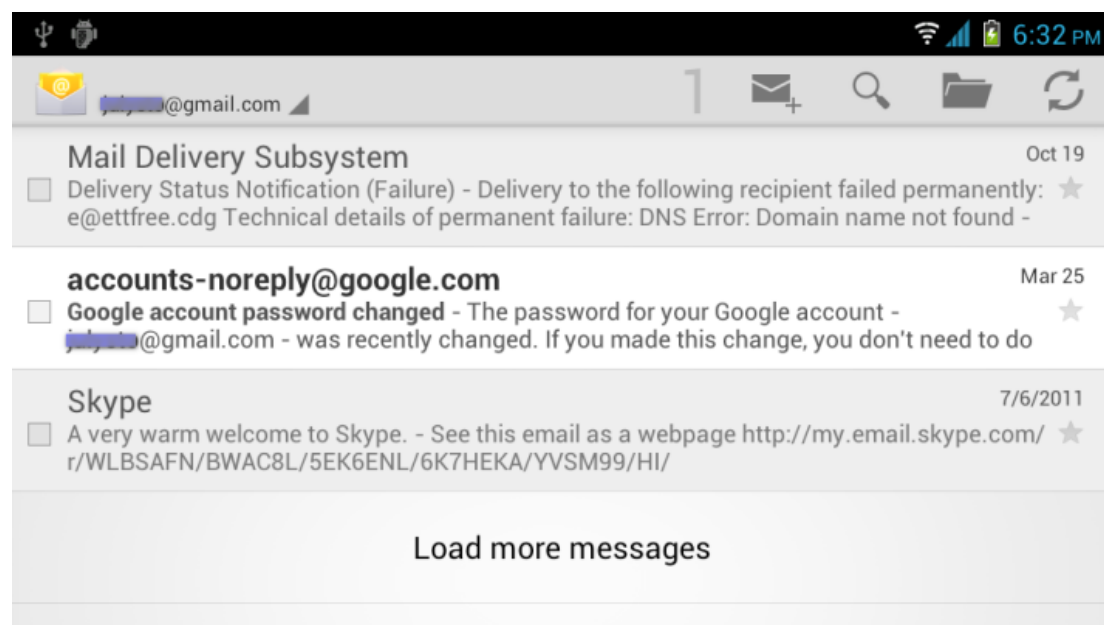 6:32 PM
@gmail.com
1
Mail Delivery Subsystem
Oct 19
Delivery Status Notification (Failure) - Delivery to the following recipient failed permanently:
e@ettfree.cdg Technical details of permanent failure: DNS Error: Domain name not found -
accounts-noreply@google.com
Mar 25
Google account password changed - The password for your Google account -
@gmail.com - was recently changed. If you made this change, you don't need to do
Skype
7/6/2011
A very warm welcome to Skype. - See this email as a webpage http://my.email.skype.com/
r/WLBSAFN/BWAC8L/5EK6ENL/6K7HEKA/YVSM99/HI/
Load more messages